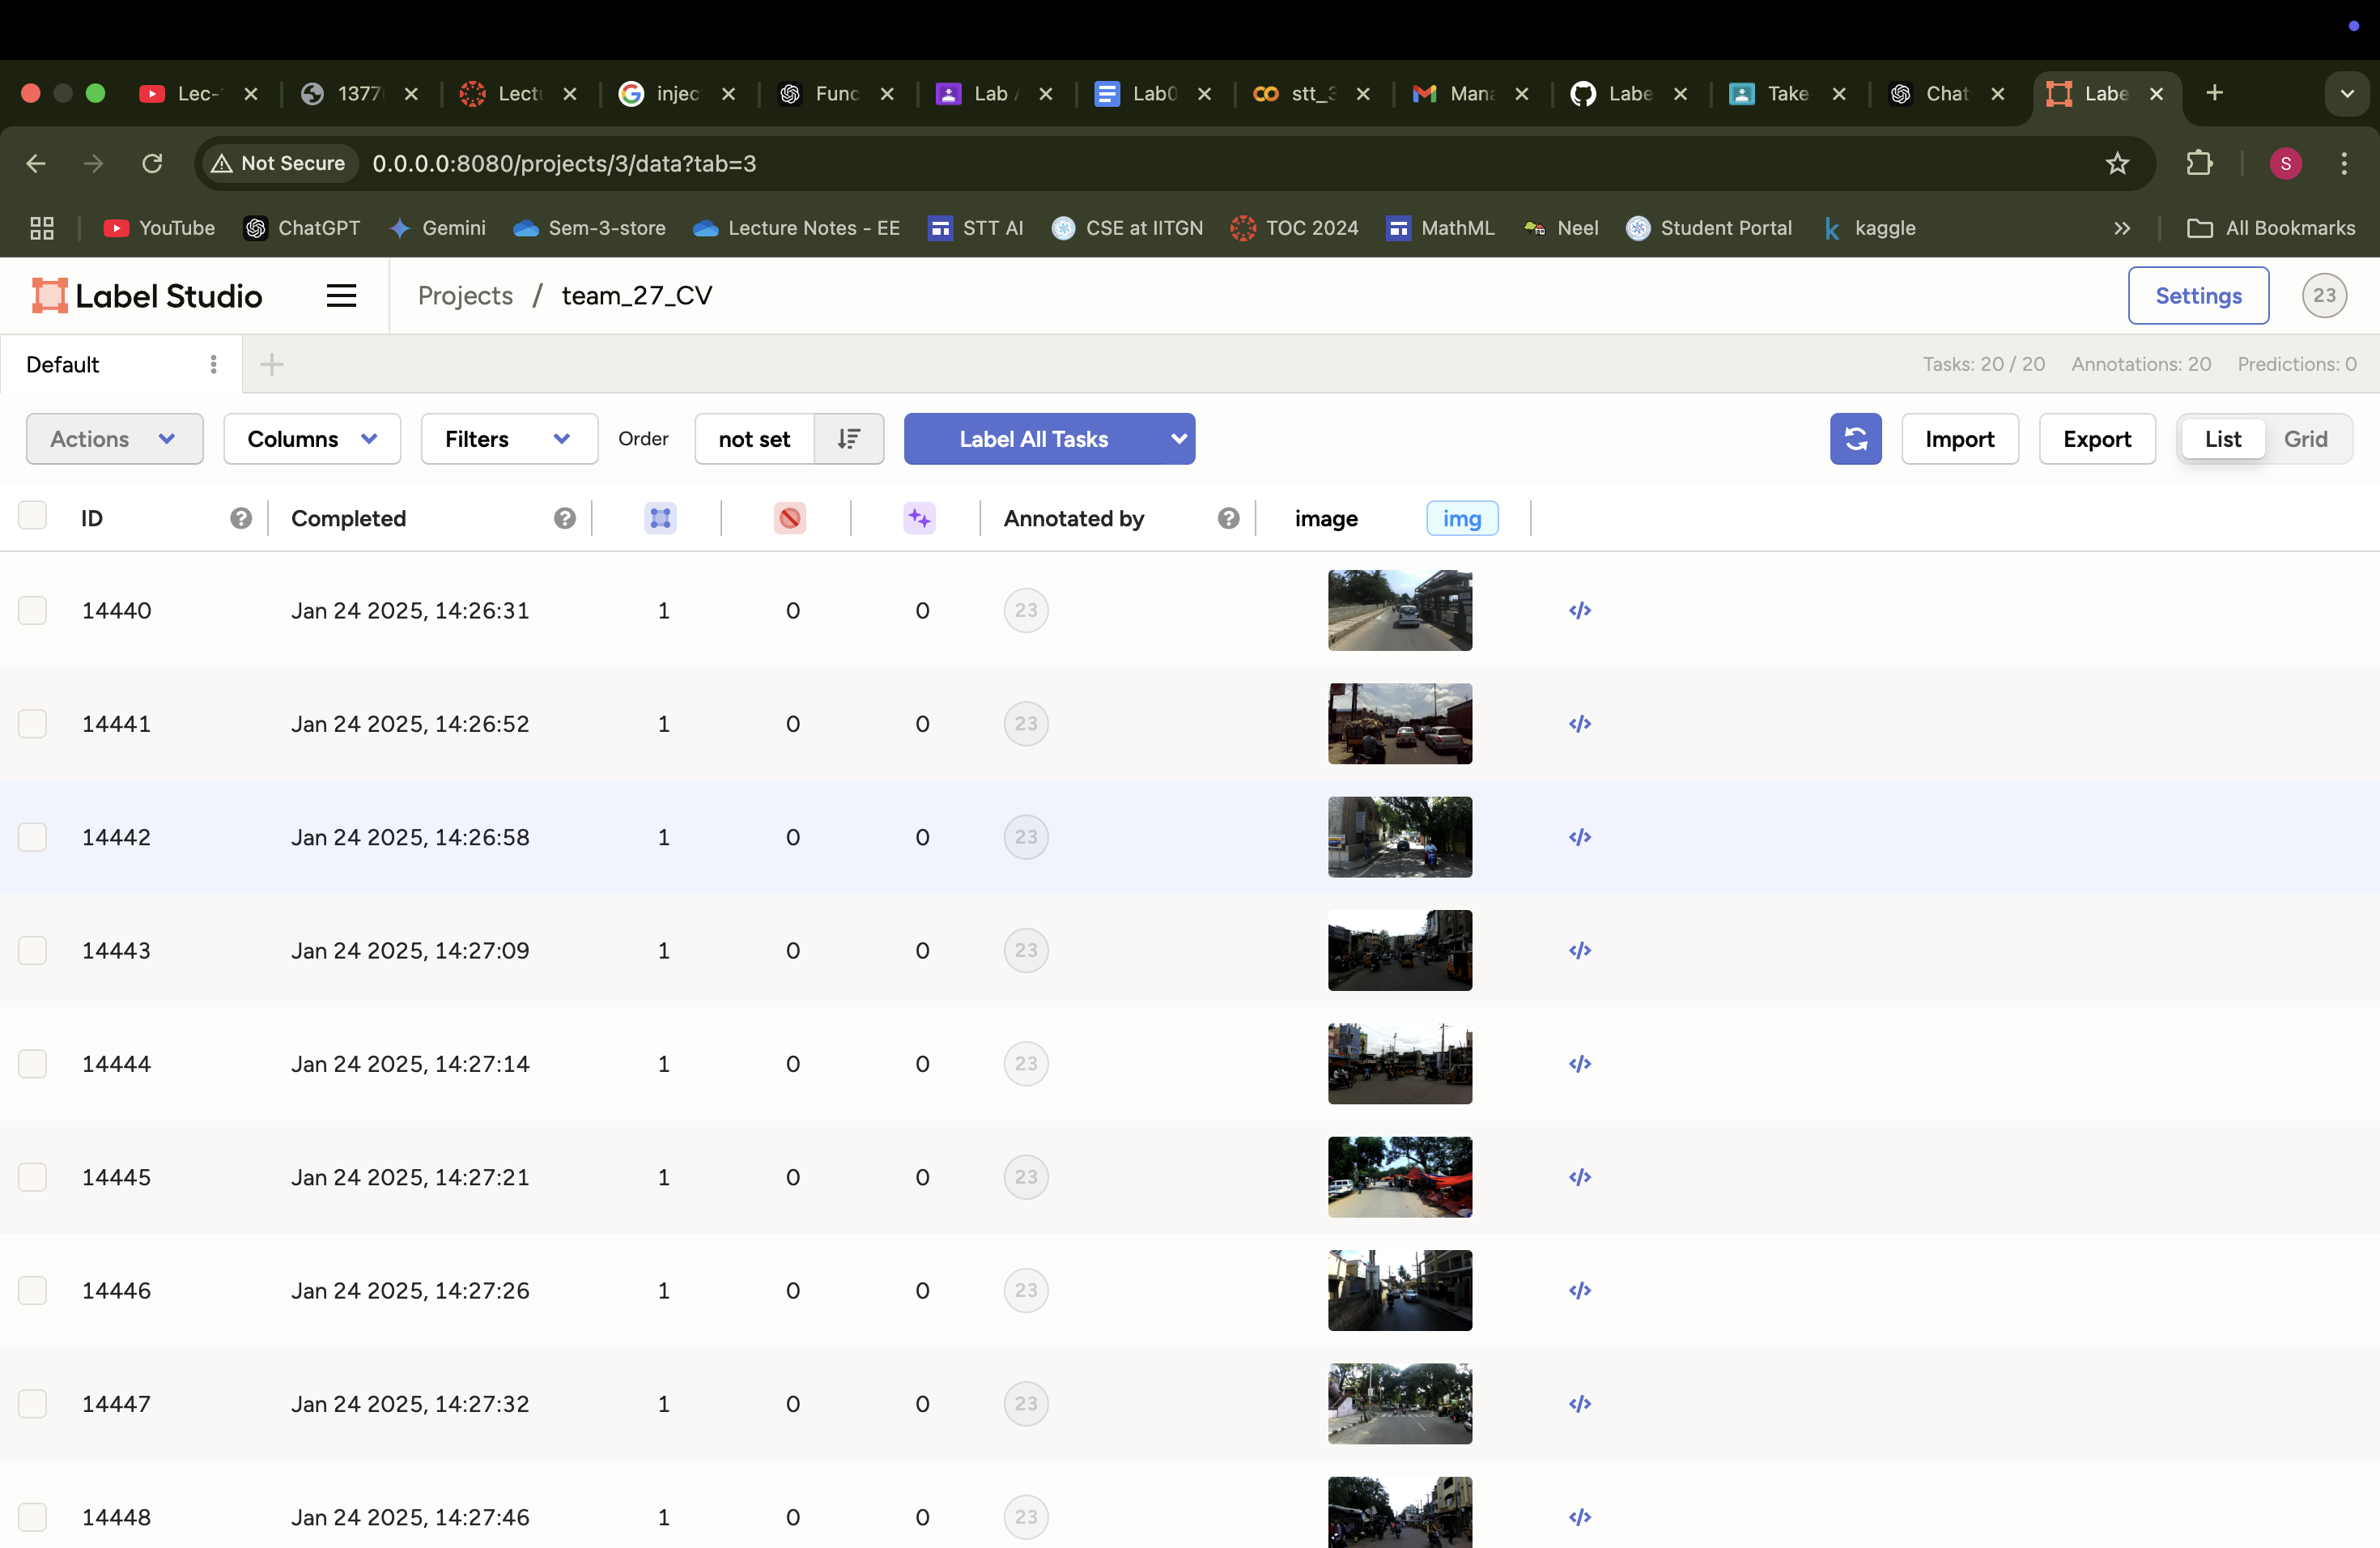 Lec- 1377 Lect injec Func Lab Lab0 stt_3 Mana Labe Take Chat Labe
Not Secure 0.0.0.0:8080/projects/3/data?tab=3 S
YouTube ChatGPT Gemini Sem-3-store Lecture Notes - EE STT AI CSE at IITGN TOC 2024 MathML Neel Student Portal kaggle All Bookmarks
Label Studio Projects / team_27_CV Settings 23
Default Tasks: 20 / 20 Annotations: 20 Predictions: 0
Actions Columns Filters Order not set Label All Tasks Import Export List Grid
ID Completed Annotated by image img
14440 Jan 24 2025, 14:26:31 1 0 0 23
14441 Jan 24 2025, 14:26:52 1 0 0 23
14442 Jan 24 2025, 14:26:58 1 0 0 23
14443 Jan 24 2025, 14:27:09 1 0 0 23
14444 Jan 24 2025, 14:27:14 1 0 0 23
14445 Jan 24 2025, 14:27:21 1 0 0 23
14446 Jan 24 2025, 14:27:26 1 0 0 23
14447 Jan 24 2025, 14:27:32 1 0 0 23
14448 Jan 24 2025, 14:27:46 1 0 0 23